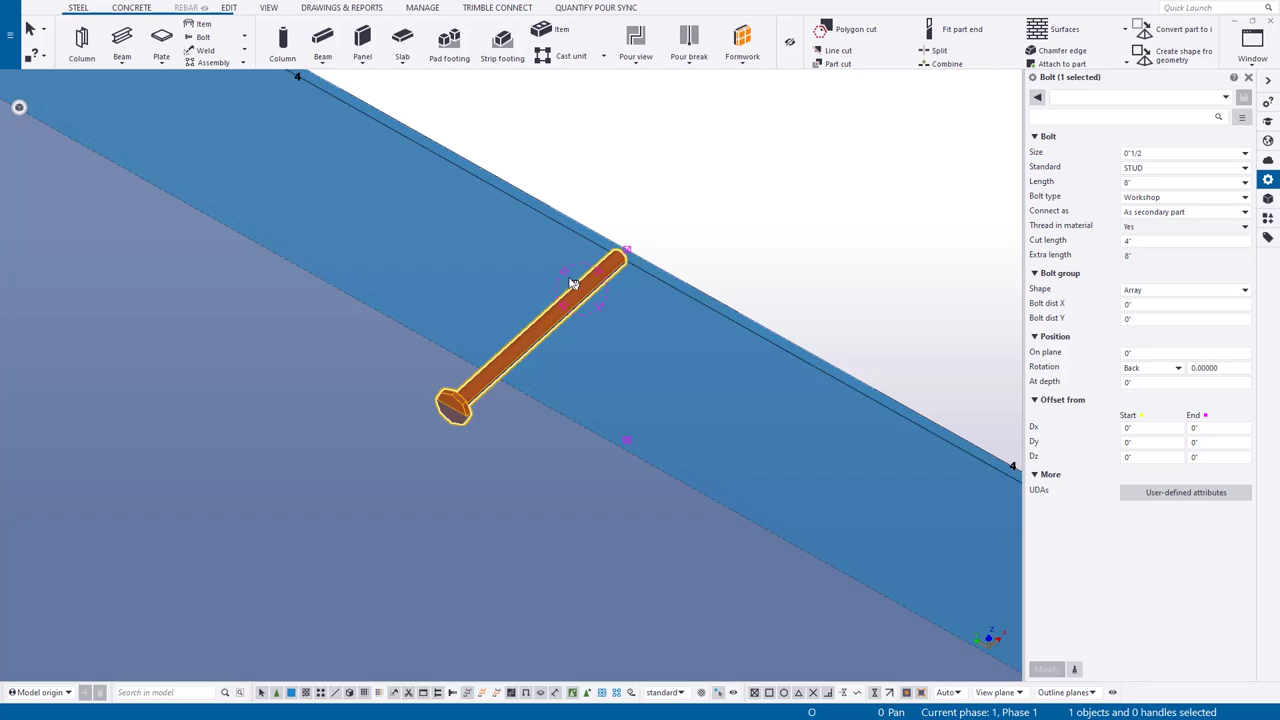 STEEL CONCRETE REBAR EDIT VIEW DRAWINGS & REPORTS MANAGE TRIMBLE CONNECT QUANTIFY POUR SYNC Quick Launch
Item Item Polygon cut Fit part end Surfaces Convert part to i
Bolt
Weld Cast unit Line cut Split Chamfer edge Create shape from geometry
Column Beam Plate Assembly Column Beam Panel Slab Pad footing Strip footing Pour view Pour break Formwork Part cut Combine Attach to part Window
Bolt (1 selected)
Bolt
Size 0"1/2
Standard STUD
Length 8"
Bolt type Workshop
Connect as As secondary part
Thread in material Yes
Cut length 4"
Extra length 8"
Bolt group
Shape Array
Bolt dist X 0"
Bolt dist Y 0"
Position
On plane 0"
Rotation Back 0.00000
At depth 0"
Offset from
Start End
Dx 0" 0"
Dy 0" 0"
Dz 0" 0"
More
UDAs User-defined attributes
4
4
Z
X
Modify
Model origin Search in model standard Auto View plane Outline planes
O 0 Pan Current phase: 1, Phase 1 1 objects and 0 handles selected